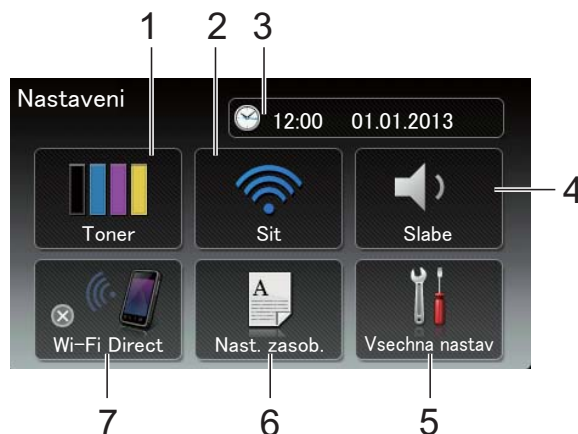 1 2 3
Nastaveni
12:00 01.01.2013
4
Toner Sit Slabe
A
Wi-Fi Direct Nast. zasob. Vsechna nastav
7 6 5